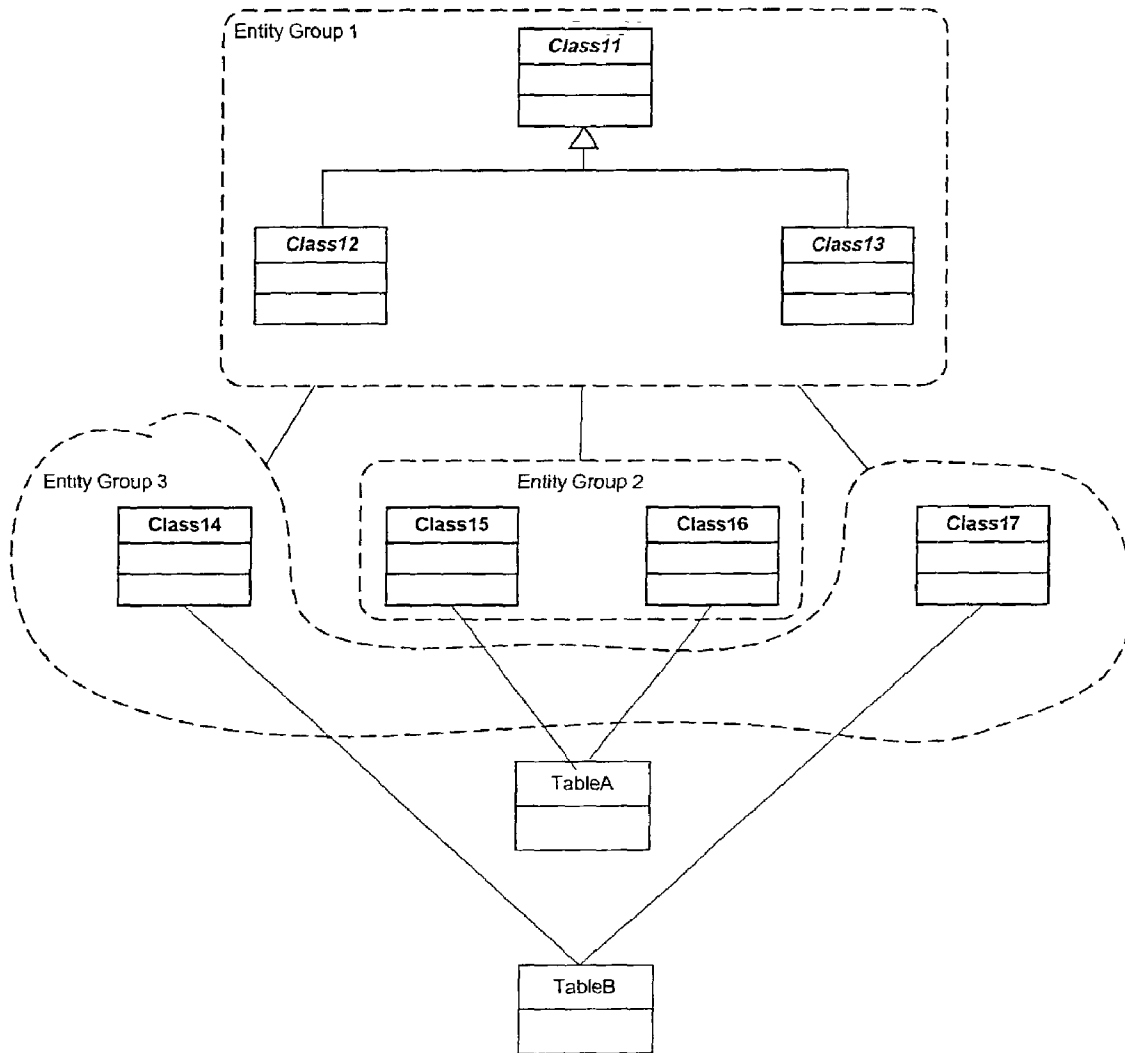 Entity Group 1
Class11
Class12
Class13
Entity Group 3
Entity Group 2
Class14
Class15
Class16
Class17
TableA
TableB